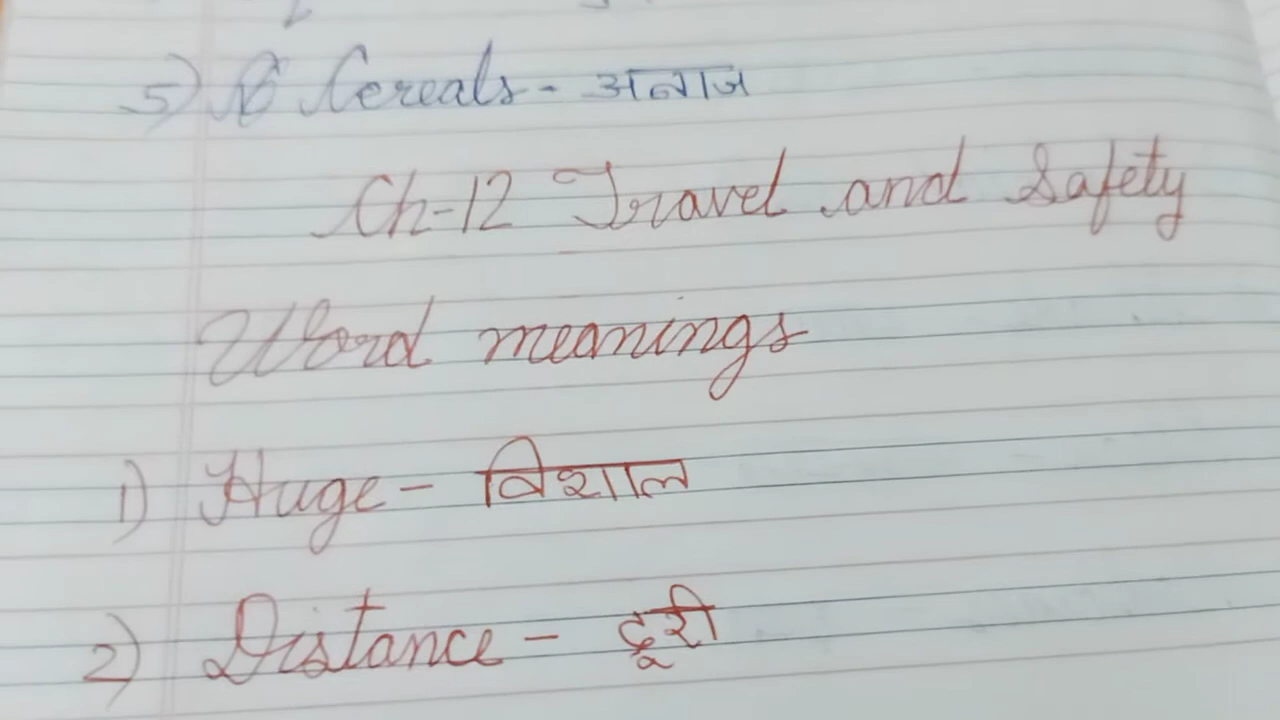 5) Cereals - अनाज
Ch-12 Travel and Safety
Word meanings
1) Huge - विशाल
2) Distance - दूरी